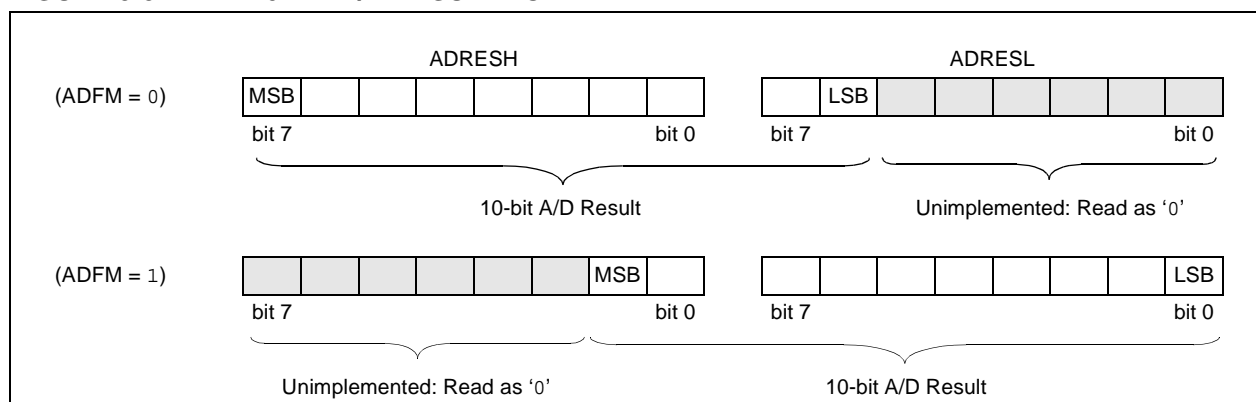 ADRESH ADRESL
(ADFM = 0) MSB LSB
bit 7 bit 0 bit 7 bit 0
10-bit A/D Result Unimplemented: Read as ‘0’
(ADFM = 1) MSB LSB
bit 7 bit 0 bit 7 bit 0
Unimplemented: Read as ‘0’ 10-bit A/D Result